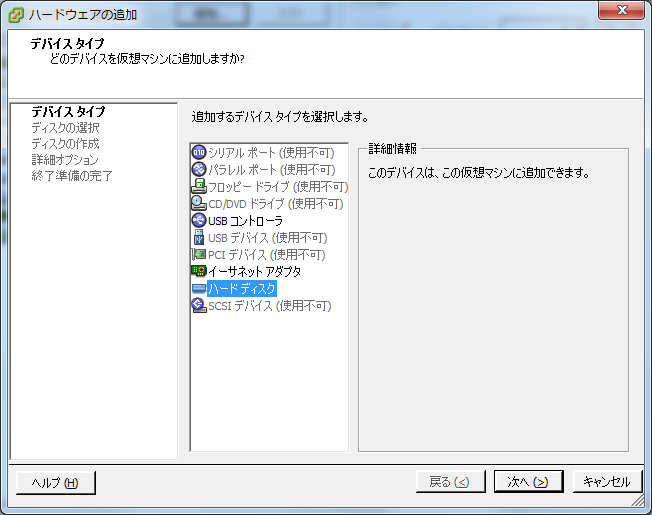 ハードウェアの追加
デバイス タイプ
どのデバイスを仮想マシンに追加しますか?
デバイス タイプ
ディスクの選択
ディスクの作成
詳細オプション
終了準備の完了
追加するデバイス タイプを選択します。
シリアル ポート (使用不可)
パラレル ポート (使用不可)
フロッピー ドライブ (使用不可)
CD/DVD ドライブ (使用不可)
USB コントローラ
USB デバイス (使用不可)
PCI デバイス (使用不可)
イーサネット アダプタ
ハード ディスク
SCSI デバイス (使用不可)
詳細情報
このデバイスは、この仮想マシンに追加できます。
ヘルプ (H)
戻る (<)
次へ (>)
キャンセル